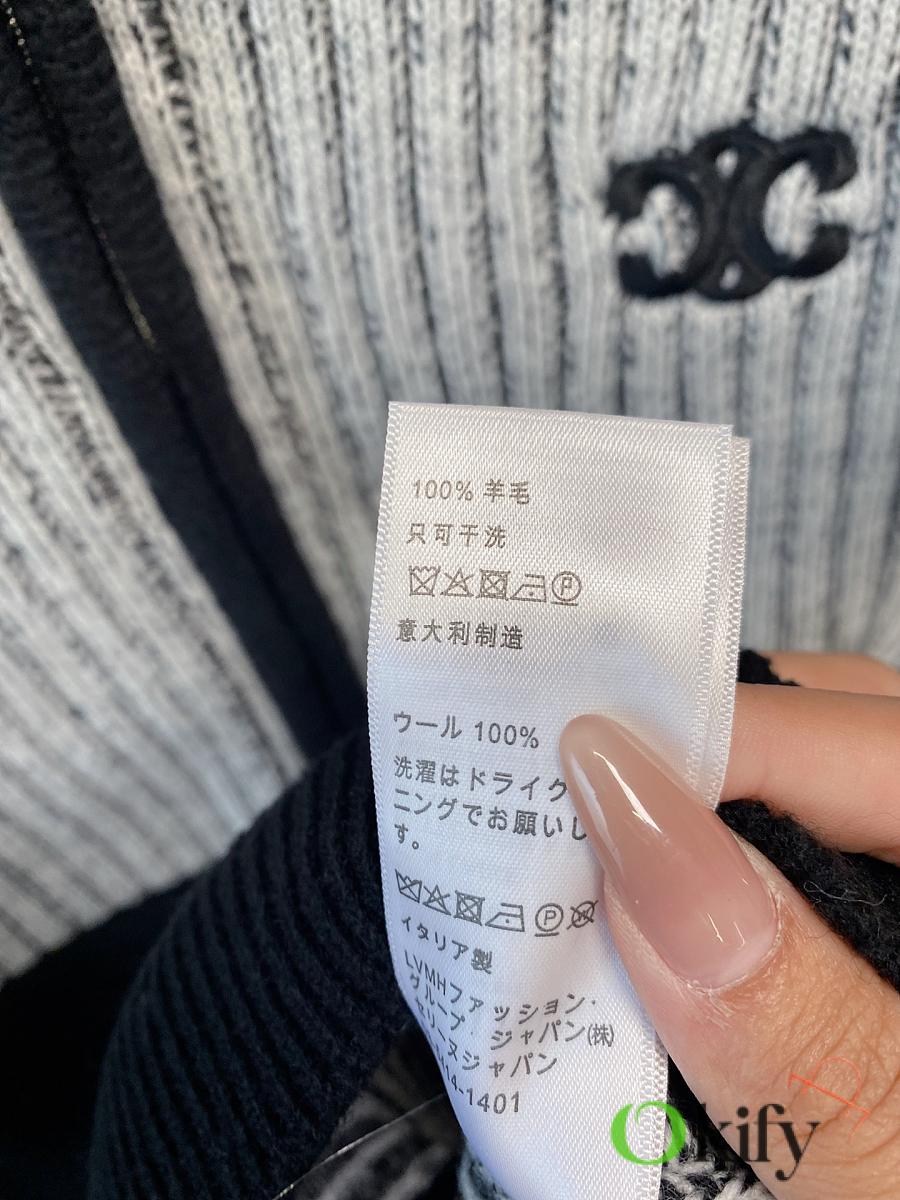 100% 羊毛
只可干洗
意大利制造
ウール 100%
洗濯はドライク
ニングでお願いし
す。
イタリア製
LVMHファッション・
グループ・ジャパン(株)
セリーヌジャパン
14-1401
Okify